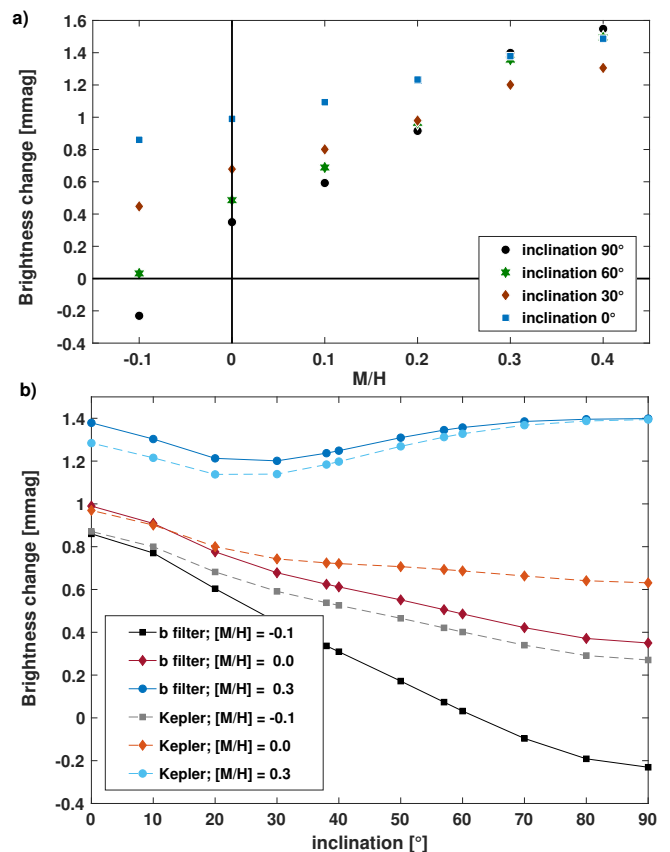 a)
1.6
1.4
1.2
1
0.8
0.6
0.4
0.2
0
-0.2
-0.4
Brightness change [mmag]
inclination 90°
inclination 60°
inclination 30°
inclination 0°
-0.1 0 0.1 0.2 0.3 0.4
M/H
b)
1.4
1.2
1
0.8
0.6
0.4
0.2
0
-0.2
-0.4
Brightness change [mmag]
b filter; [M/H] = -0.1
b filter; [M/H] = 0.0
b filter; [M/H] = 0.3
Kepler; [M/H] = -0.1
Kepler; [M/H] = 0.0
Kepler; [M/H] = 0.3
0 10 20 30 40 50 60 70 80 90
inclination [°]